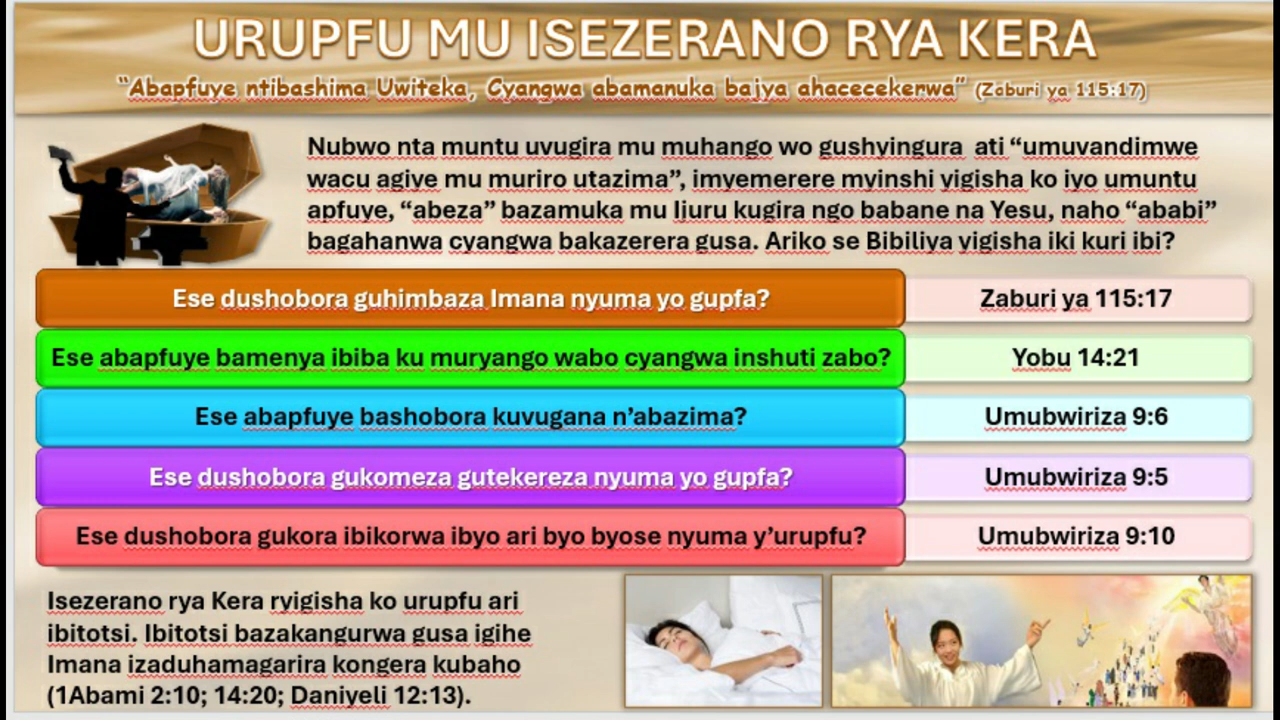 URUPFU MU ISEZERANO RYA KERA
“Abapfuye ntibashima Uwiteka, Cyangwa abamanuka bajya ahacecekerwa” (Zaburi ya 115:17)
Nubwo nta muntu uvugira mu muhango wo gushyingura ati “umuvandimwe
wacu agiye mu muriro utazima”, imyemerere myinshi yigisha ko iyo umuntu
apfuye, “abeza” bazamuka mu Ijuru kugira ngo babane na Yesu, naho “ababi”
bagahanwa cyangwa bakazerera gusa. Ariko se Bibiliya yigisha iki kuri ibi?
Ese dushobora guhimbaza Imana nyuma yo gupfa?
Zaburi ya 115:17
Ese abapfuye bamenya ibiba ku muryango wabo cyangwa inshuti zabo?
Yobu 14:21
Ese abapfuye bashobora kuvugana n’abazima?
Umubwiriza 9:6
Ese dushobora gukomeza gutekereza nyuma yo gupfa?
Umubwiriza 9:5
Ese dushobora gukora ibikorwa ibyo ari byo byose nyuma y’urupfu?
Umubwiriza 9:10
Isezerano rya Kera ryigisha ko urupfu ari
ibitotsi. Ibitotsi bazakangurwa gusa igihe
Imana izaduhamagarira kongera kubaho
(1Abami 2:10; 14:20; Daniyeli 12:13).